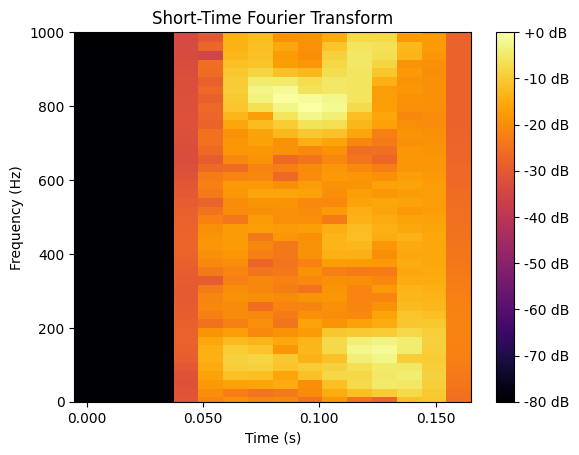 Short-Time Fourier Transform
Frequency (Hz)
1000
800
600
400
200
0
0.000
0.050
0.100
0.150
Time (s)
+0 dB
-10 dB
-20 dB
-30 dB
-40 dB
-50 dB
-60 dB
-70 dB
-80 dB